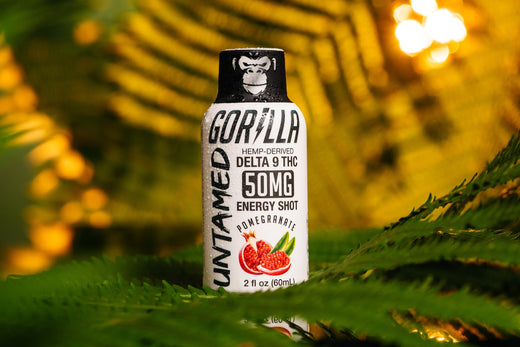 GORILLA
UNTAMED
HEMP-DERIVED
DELTA 9 THC
50MG
ENERGY SHOT
POMEGRANATE
2 fl oz (60mL)